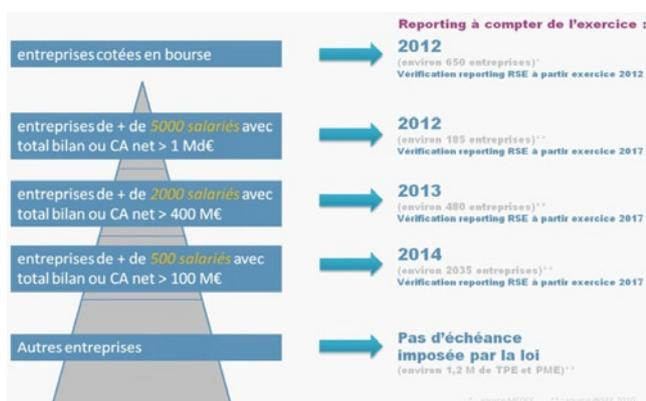 Reporting à compter de l'exercice :
entreprises cotées en bourse
2012
(environ 650 entreprises)*
Vérification reporting RSE à partir exercice 2012
entreprises de + de 5000 salariés avec
total bilan ou CA net > 1 Md€
2012
(environ 185 entreprises)**
Vérification reporting RSE à partir exercice 2017
entreprises de + de 2000 salariés avec
total bilan ou CA net > 400 M€
2013
(environ 480 entreprises)**
Vérification reporting RSE à partir exercice 2017
entreprises de + de 500 salariés avec
total bilan ou CA net > 100 M€
2014
(environ 2035 entreprises)**
Vérification reporting RSE à partir exercice 2017
Autres entreprises
Pas d'échéance
imposée par la loi
(environ 1,2 M de TPE et PME)**